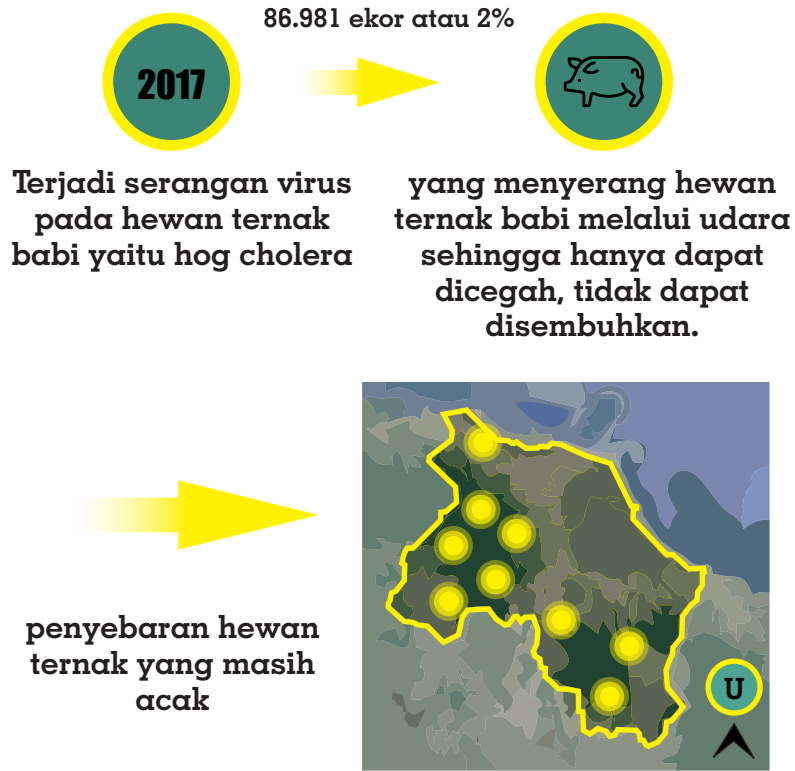 86.981 ekor atau 2%
2017
Terjadi serangan virus
pada hewan ternak
babi yaitu hog cholera
yang menyerang hewan
ternak babi melalui udara
sehingga hanya dapat
dicegah, tidak dapat
disembuhkan.
penyebaran hewan
ternak yang masih
acak
U